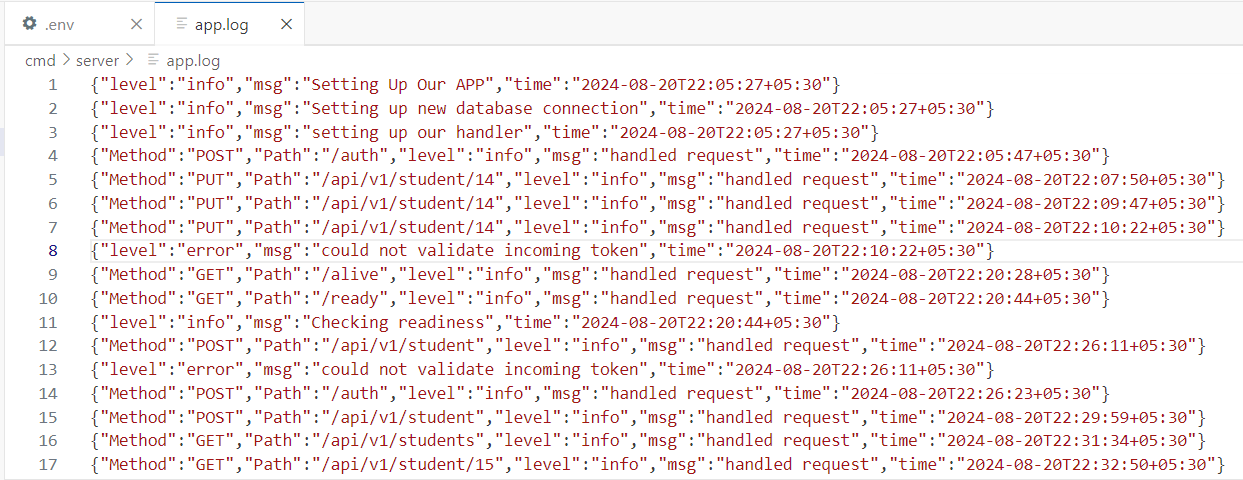 .env
app.log
cmd > server > app.log
1 {"level":"info","msg":"Setting Up Our APP","time":"2024-08-20T22:05:27+05:30"}
2 {"level":"info","msg":"Setting up new database connection","time":"2024-08-20T22:05:27+05:30"}
3 {"level":"info","msg":"setting up our handler","time":"2024-08-20T22:05:27+05:30"}
4 {"Method":"POST","Path":"/auth","level":"info","msg":"handled request","time":"2024-08-20T22:05:47+05:30"}
5 {"Method":"PUT","Path":"/api/v1/student/14","level":"info","msg":"handled request","time":"2024-08-20T22:07:50+05:30"}
6 {"Method":"PUT","Path":"/api/v1/student/14","level":"info","msg":"handled request","time":"2024-08-20T22:09:47+05:30"}
7 {"Method":"PUT","Path":"/api/v1/student/14","level":"info","msg":"handled request","time":"2024-08-20T22:10:22+05:30"}
8 {"level":"error","msg":"could not validate incoming token","time":"2024-08-20T22:10:22+05:30"}
9 {"Method":"GET","Path":"/alive","level":"info","msg":"handled request","time":"2024-08-20T22:20:28+05:30"}
10 {"Method":"GET","Path":"/ready","level":"info","msg":"handled request","time":"2024-08-20T22:20:44+05:30"}
11 {"level":"info","msg":"Checking readiness","time":"2024-08-20T22:20:44+05:30"}
12 {"Method":"POST","Path":"/api/v1/student","level":"info","msg":"handled request","time":"2024-08-20T22:26:11+05:30"}
13 {"level":"error","msg":"could not validate incoming token","time":"2024-08-20T22:26:11+05:30"}
14 {"Method":"POST","Path":"/auth","level":"info","msg":"handled request","time":"2024-08-20T22:26:23+05:30"}
15 {"Method":"POST","Path":"/api/v1/student","level":"info","msg":"handled request","time":"2024-08-20T22:29:59+05:30"}
16 {"Method":"GET","Path":"/api/v1/students","level":"info","msg":"handled request","time":"2024-08-20T22:31:34+05:30"}
17 {"Method":"GET","Path":"/api/v1/student/15","level":"info","msg":"handled request","time":"2024-08-20T22:32:50+05:30"}